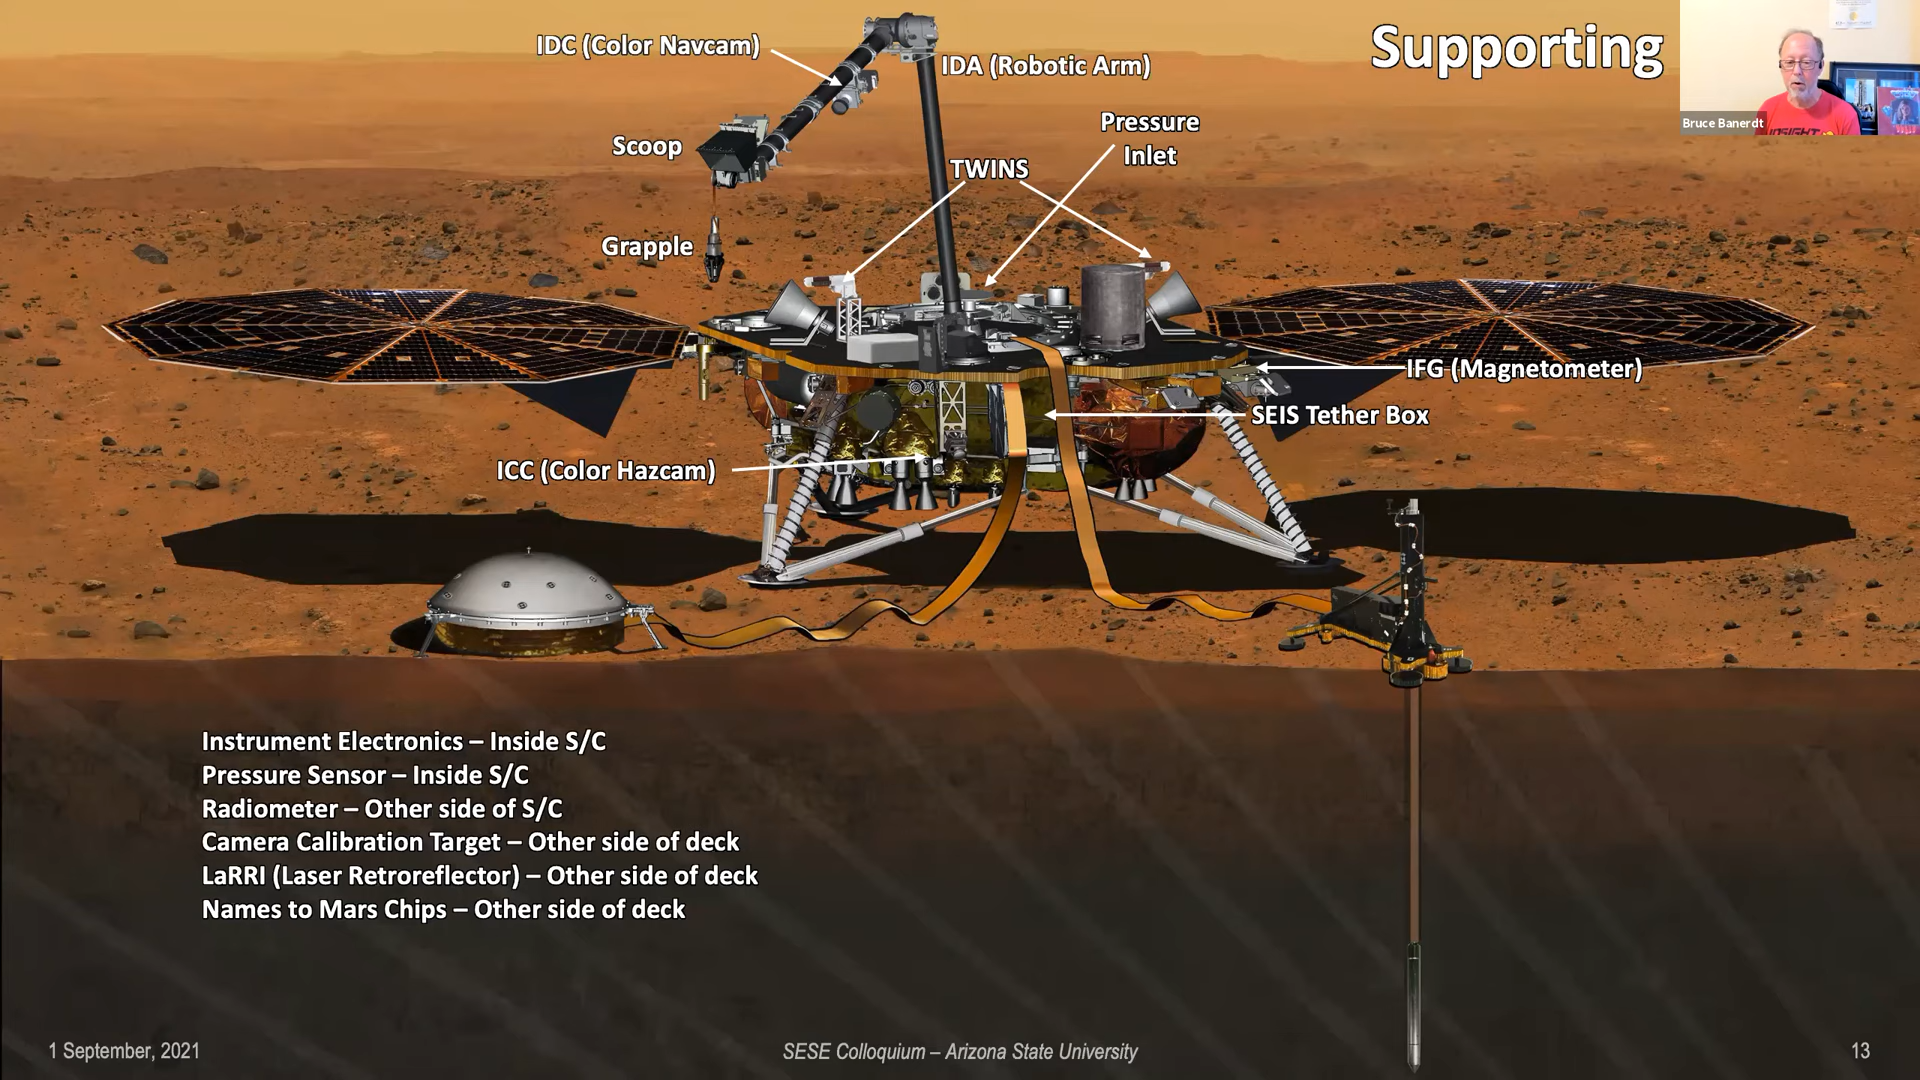 IDC (Color Navcam)
IDA (Robotic Arm)
Supporting
Bruce Banerdt
INSIGHT
Pressure
Inlet
Scoop
TWINS
Grapple
IFG (Magnetometer)
SEIS Tether Box
ICC (Color Hazcam)
Instrument Electronics – Inside S/C
Pressure Sensor – Inside S/C
Radiometer – Other side of S/C
Camera Calibration Target – Other side of deck
LaRRI (Laser Retroreflector) – Other side of deck
Names to Mars Chips – Other side of deck
1 September, 2021
SESE Colloquium – Arizona State University
13